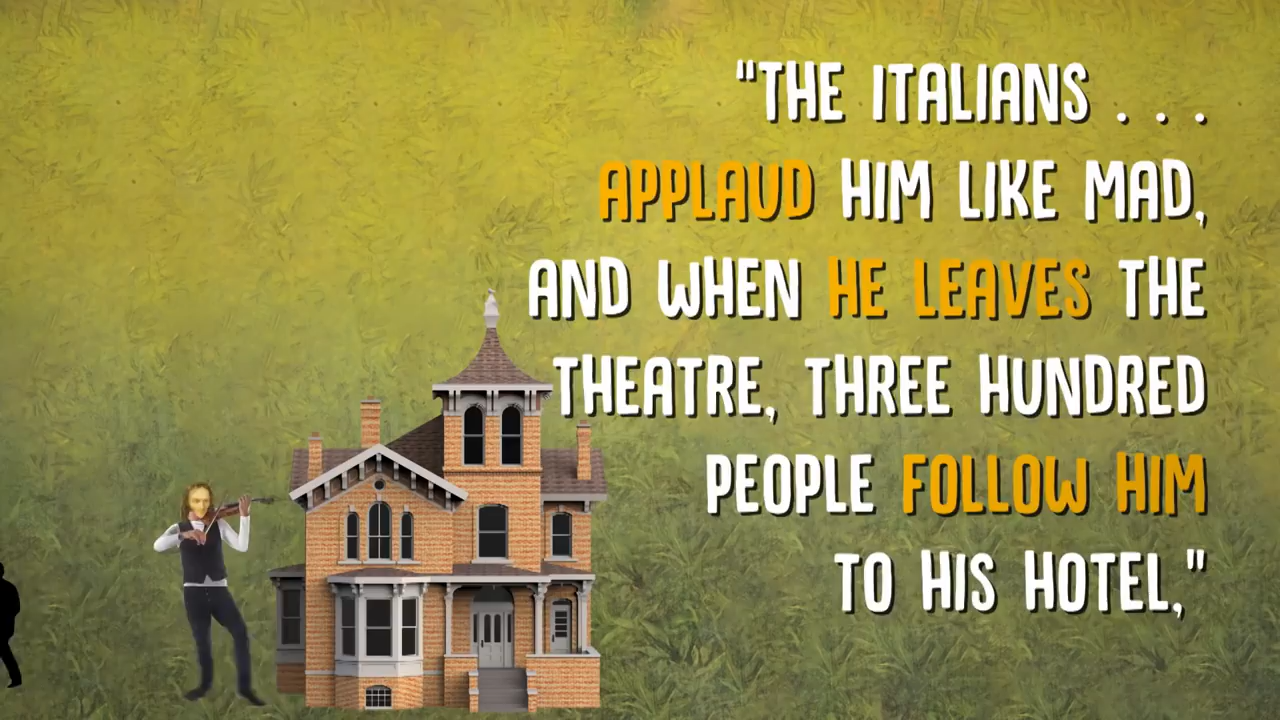 "THE ITALIANS . . .
APPLAUD HIM LIKE MAD,
AND WHEN HE LEAVES THE
THEATRE, THREE HUNDRED
PEOPLE FOLLOW HIM
TO HIS HOTEL,"